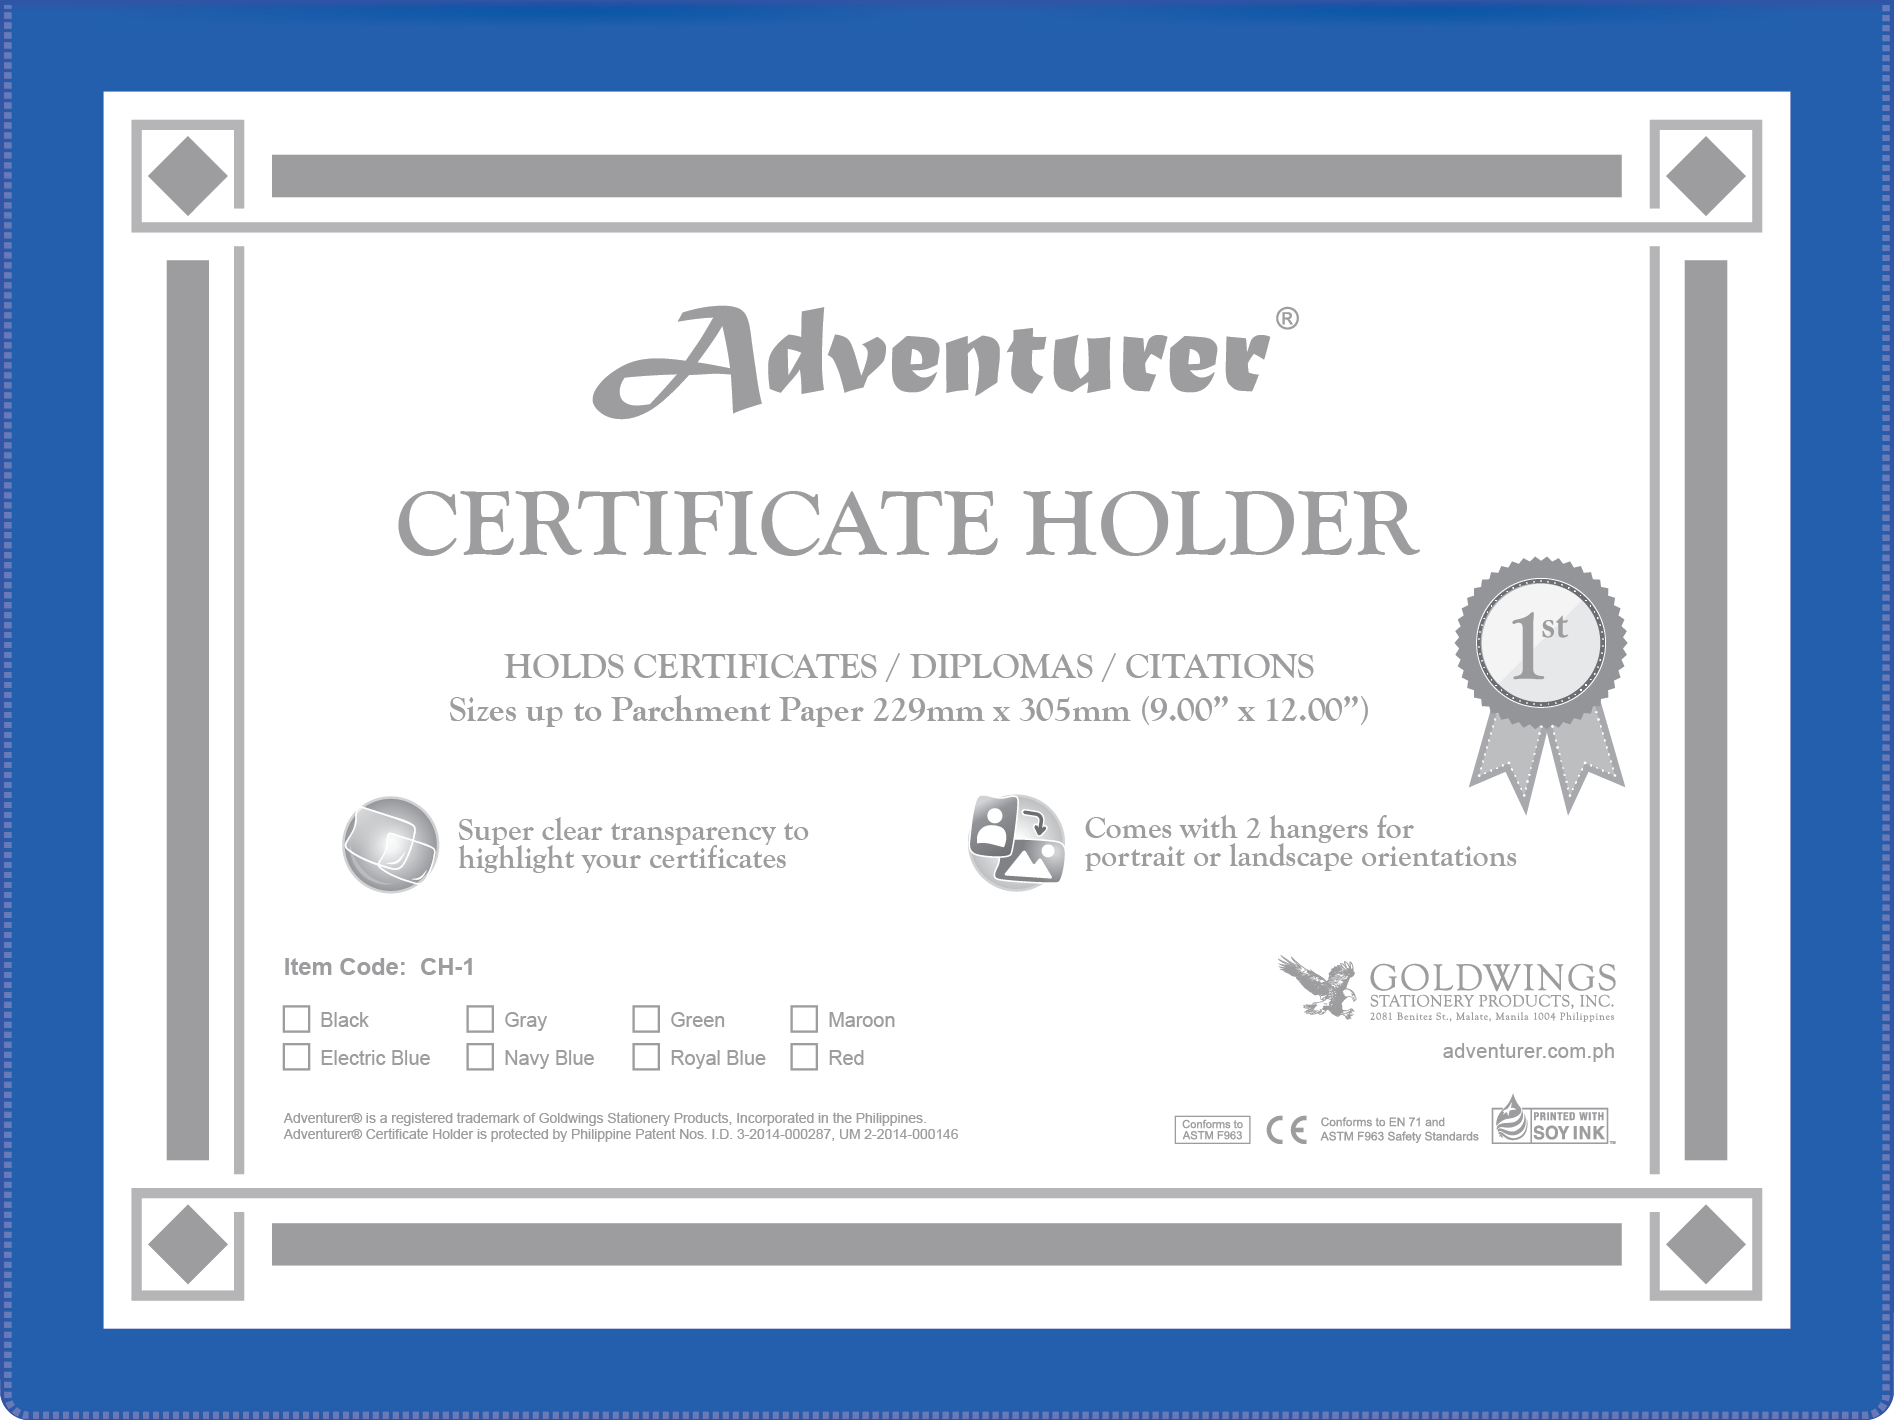 Adventurer®
CERTIFICATE HOLDER
1st
HOLDS CERTIFICATES / DIPLOMAS / CITATIONS
Sizes up to Parchment Paper 229mm x 305mm (9.00” x 12.00”)
Super clear transparency to
highlight your certificates
Comes with 2 hangers for
portrait or landscape orientations
Item Code: CH-1
Black Gray Green Maroon
Electric Blue Navy Blue Royal Blue Red
GOLDWINGS
STATIONERY PRODUCTS, INC.
2081 Benitez St., Malate, Manila 1004 Philippines
adventurer.com.ph
Adventurer® is a registered trademark of Goldwings Stationery Products, Incorporated in the Philippines.
Adventurer® Certificate Holder is protected by Philippine Patent Nos. I.D. 3-2014-000287, UM 2-2014-000146
Conforms to
ASTM F963
CE
Conforms to EN 71 and
ASTM F963 Safety Standards
PRINTED WITH
SOY INK™